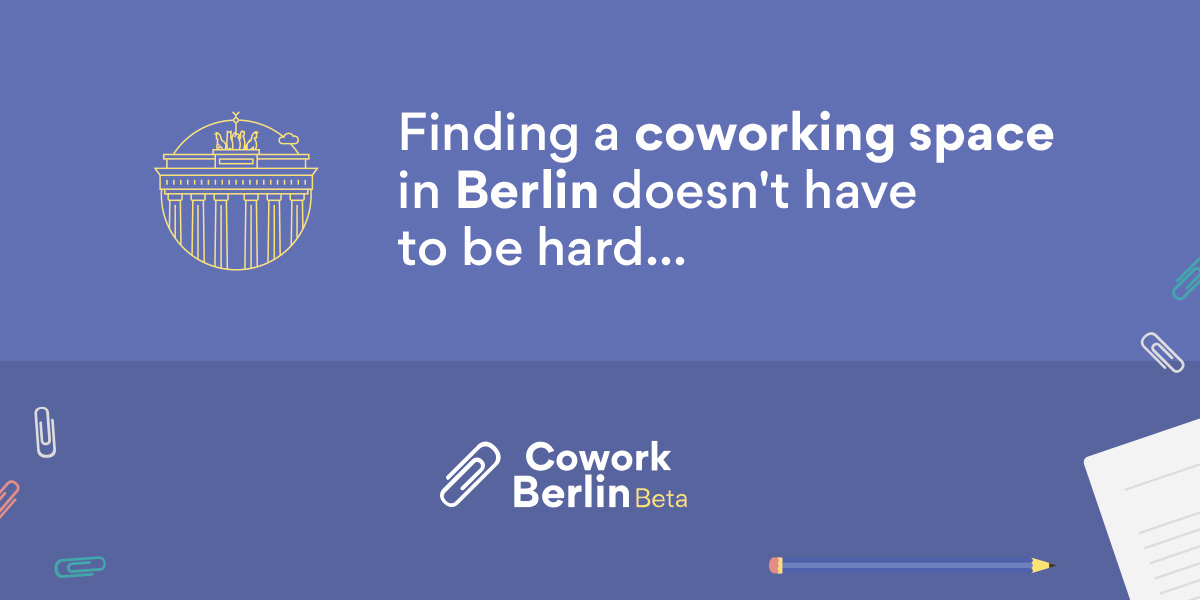 Finding a coworking space
in Berlin doesn't have
to be hard...
Cowork
Berlin Beta